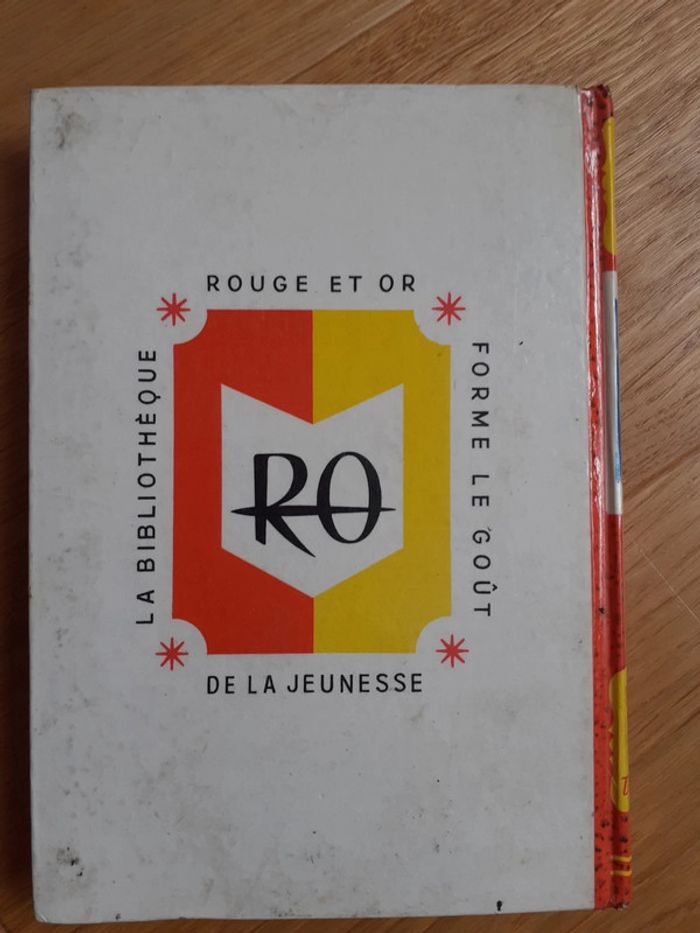 LA BIBLIOTHÈQUE
ROUGE ET OR
FORME LE GOÛT
DE LA JEUNESSE
RO